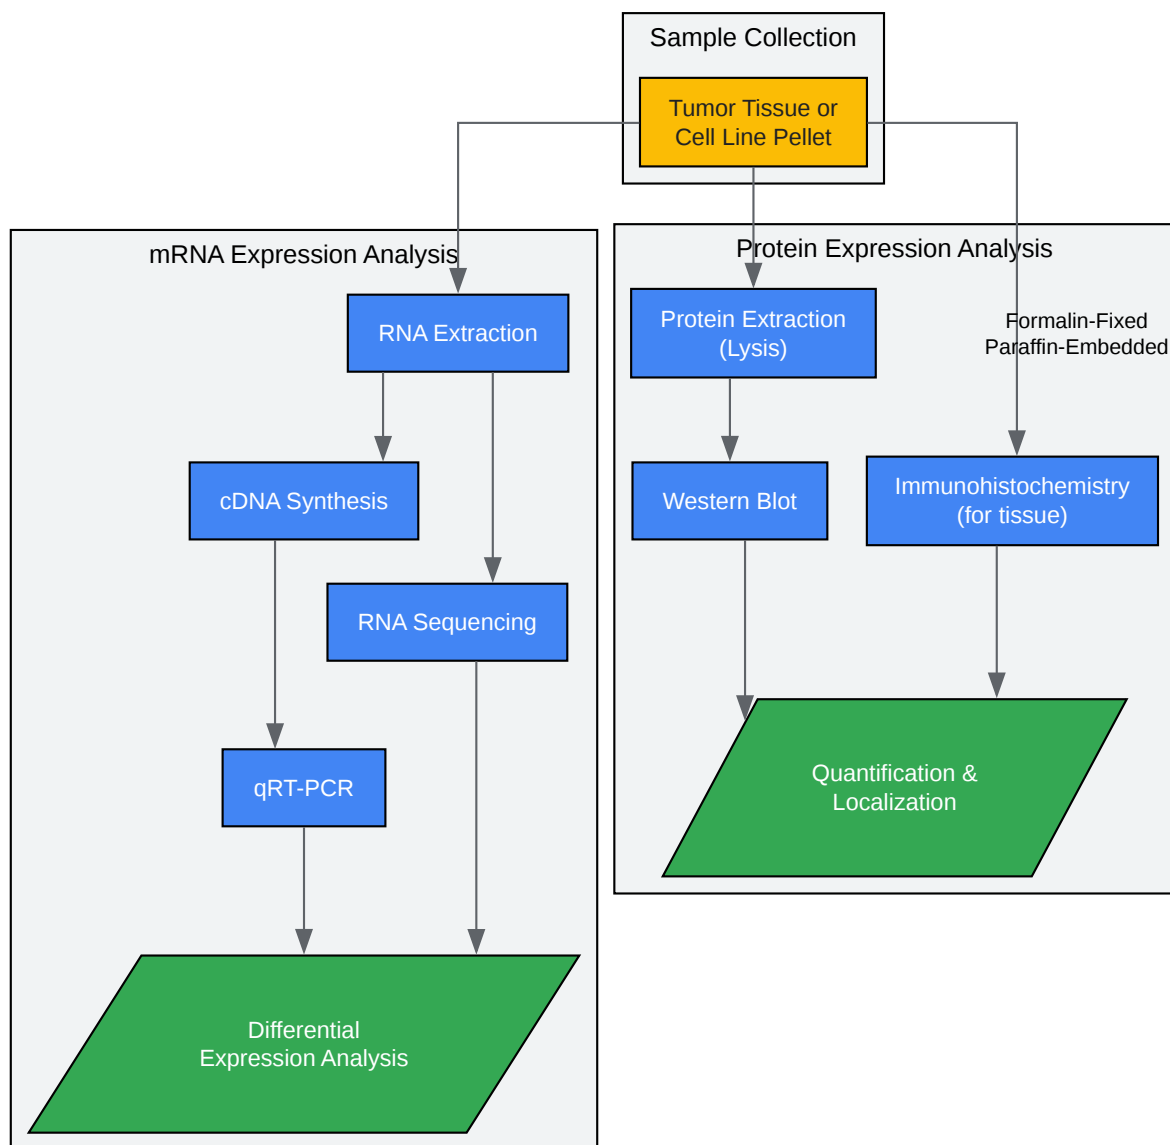 Sample Collection
Tumor Tissue or
Cell Line Pellet
mRNA Expression Analysis
RNA Extraction
cDNA Synthesis
RNA Sequencing
qRT-PCR
Differential
Expression Analysis
Protein Expression Analysis
Protein Extraction
(Lysis)
Formalin-Fixed
Paraffin-Embedded
Western Blot
Immunohistochemistry
(for tissue)
Quantification &
Localization